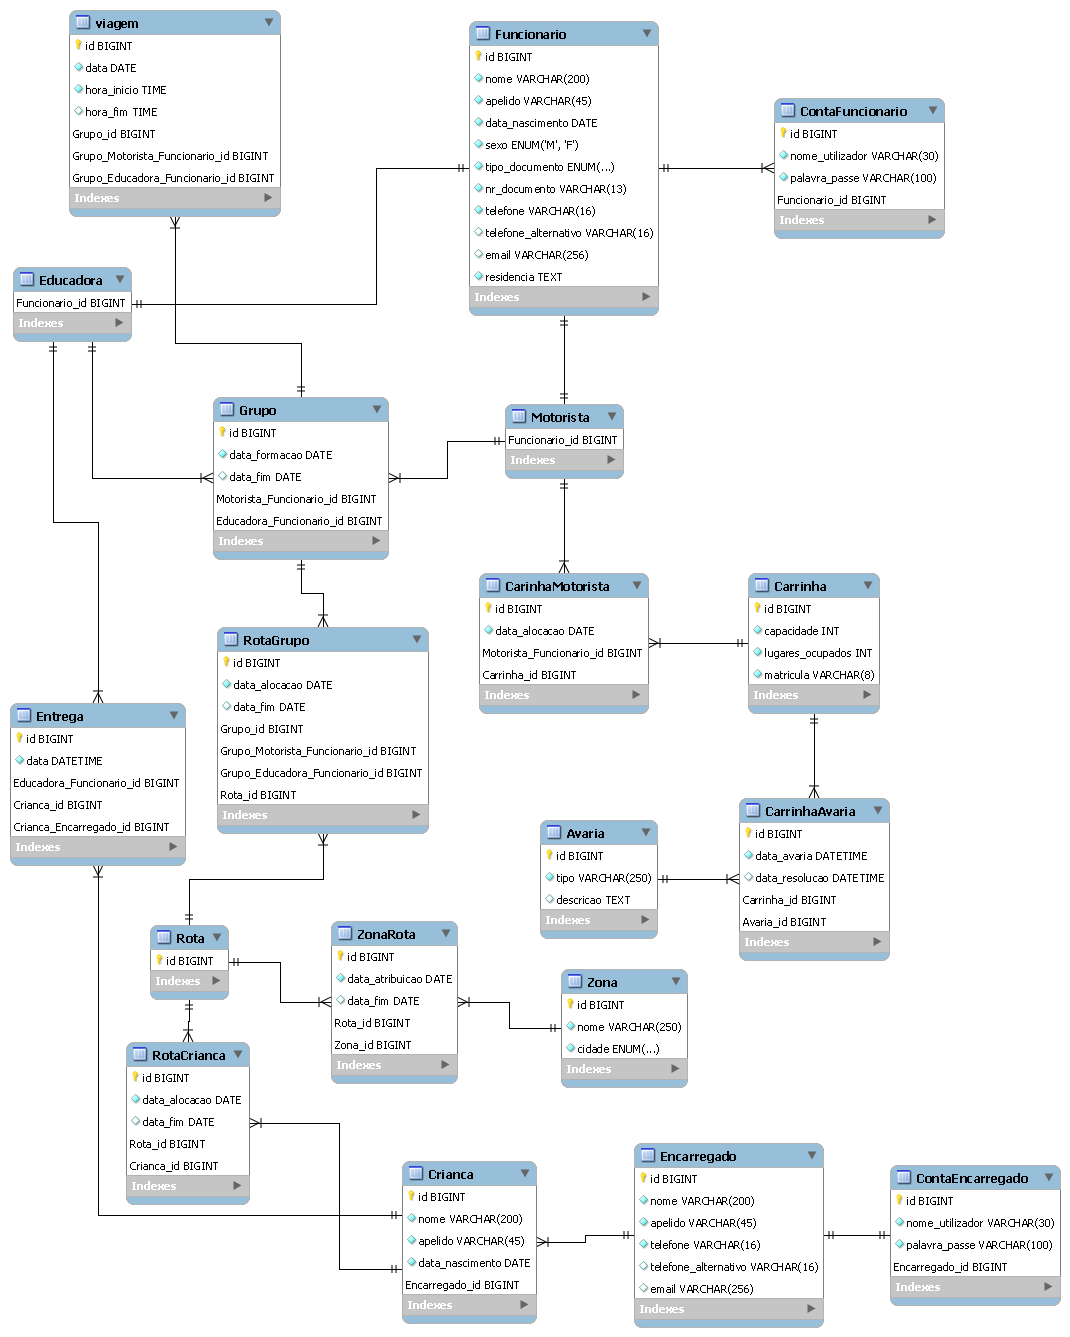 viagem
id BIGINT
data DATE
hora_inicio TIME
hora_fim TIME
Grupo_id BIGINT
Grupo_Motorista_Funcionario_id BIGINT
Grupo_Educadora_Funcionario_id BIGINT
Indexes
Funcionario
id BIGINT
nome VARCHAR(200)
apelido VARCHAR(45)
data_nascimento DATE
sexo ENUM('M', 'F')
tipo_documento ENUM(...)
nr_documento VARCHAR(13)
telefone VARCHAR(16)
telefone_alternativo VARCHAR(16)
email VARCHAR(256)
residencia TEXT
Indexes
ContaFuncionario
id BIGINT
nome_utilizador VARCHAR(30)
palavra_passe VARCHAR(100)
Funcionario_id BIGINT
Indexes
Educadora
Funcionario_id BIGINT
Indexes
Grupo
id BIGINT
data_formacao DATE
data_fim DATE
Motorista_Funcionario_id BIGINT
Educadora_Funcionario_id BIGINT
Indexes
Motorista
Funcionario_id BIGINT
Indexes
CarinhaMotorista
id BIGINT
data_alocacao DATE
Motorista_Funcionario_id BIGINT
Carrinha_id BIGINT
Indexes
Carrinha
id BIGINT
capacidade INT
lugares_ocupados INT
matricula VARCHAR(8)
Indexes
RotaGrupo
id BIGINT
data_alocacao DATE
data_fim DATE
Grupo_id BIGINT
Grupo_Motorista_Funcionario_id BIGINT
Grupo_Educadora_Funcionario_id BIGINT
Rota_id BIGINT
Indexes
Entrega
id BIGINT
data DATETIME
Educadora_Funcionario_id BIGINT
Crianca_id BIGINT
Crianca_Encarregado_id BIGINT
Indexes
Avaria
id BIGINT
tipo VARCHAR(250)
descricao TEXT
Indexes
CarrinhaAvaria
id BIGINT
data_avaria DATETIME
data_resolucao DATETIME
Carrinha_id BIGINT
Avaria_id BIGINT
Indexes
Rota
id BIGINT
Indexes
ZonaRota
id BIGINT
data_atribuicao DATE
data_fim DATE
Rota_id BIGINT
Zona_id BIGINT
Indexes
Zona
id BIGINT
nome VARCHAR(250)
cidade ENUM(...)
Indexes
RotaCrianca
id BIGINT
data_alocacao DATE
data_fim DATE
Rota_id BIGINT
Crianca_id BIGINT
Indexes
Crianca
id BIGINT
nome VARCHAR(200)
apelido VARCHAR(45)
data_nascimento DATE
Encarregado_id BIGINT
Indexes
Encarregado
id BIGINT
nome VARCHAR(200)
apelido VARCHAR(45)
telefone VARCHAR(16)
telefone_alternativo VARCHAR(16)
email VARCHAR(256)
Indexes
ContaEncarregado
id BIGINT
nome_utilizador VARCHAR(30)
palavra_passe VARCHAR(100)
Encarregado_id BIGINT
Indexes